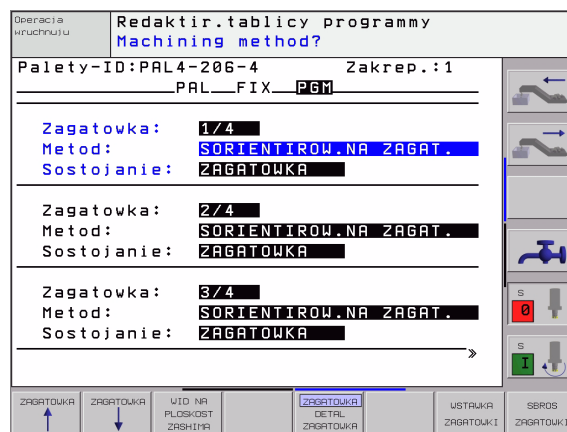 Operacja
wruchnuju
Redaktir.tablicy programmy
Machining method?
Palety-ID:PAL4-206-4 Zakrep.:1
PAL FIX PGM
Zagatowka: 1/4
Metod: SORIENTIROW.NA ZAGAT.
Sostojanie: ZAGATOWKA
Zagatowka: 2/4
Metod: SORIENTIROW.NA ZAGAT.
Sostojanie: ZAGATOWKA
Zagatowka: 3/4
Metod: SORIENTIROW.NA ZAGAT.
Sostojanie: ZAGATOWKA
»
S
0
S
I
ZAGATOWKA
ZAGATOWKA
WID NA
PLOSKOST
ZASHIMA
ZAGATOWKA
DETAL
ZAGATOWKA
WSTAWKA
ZAGATOWKI
SBROS
ZAGATOWKI